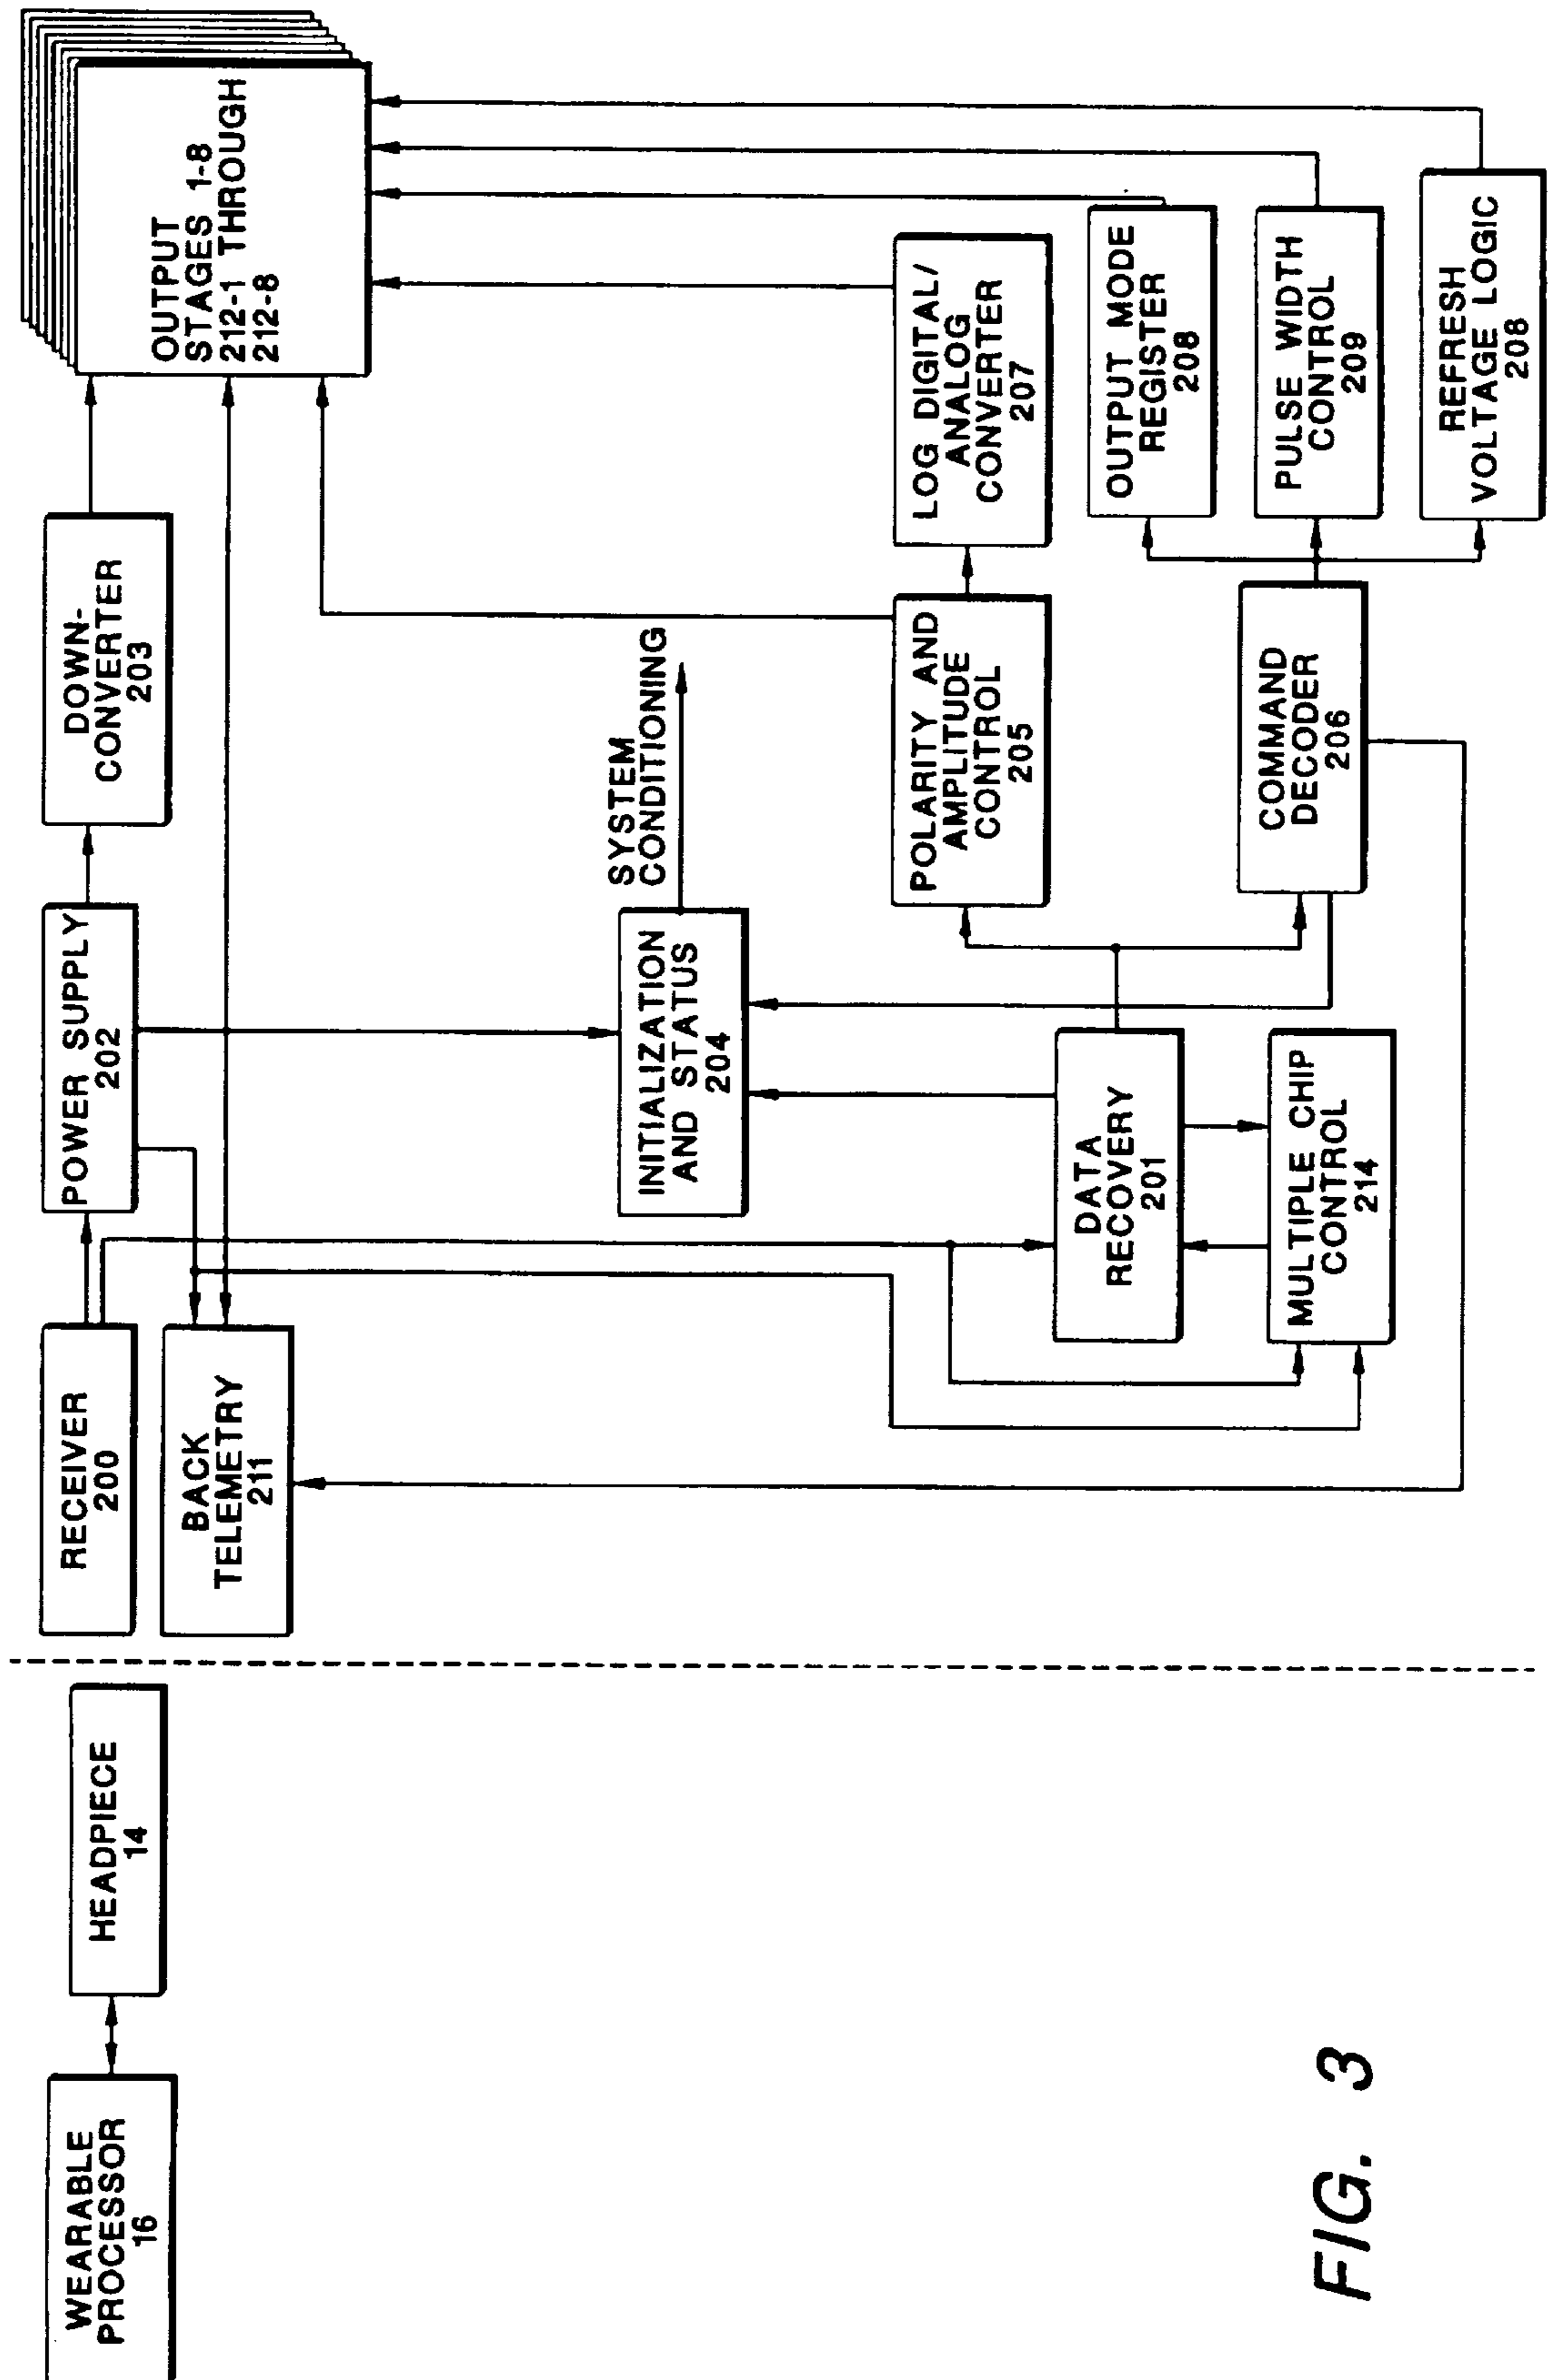 WEARABLE
PROCESSOR
16
HEADPIECE
14
RECEIVER
200
BACK
TELEMETRY
211
POWER SUPPLY
202
DOWN-
CONVERTER
203
OUTPUT
STAGES 1-8
212-1 THROUGH
212-8
INITIALIZATION
AND STATUS
204
SYSTEM
CONDITIONING
DATA
RECOVERY
201
MULTIPLE CHIP
CONTROL
214
POLARITY AND
AMPLITUDE
CONTROL
205
COMMAND
DECODER
206
LOG DIGITAL/
ANALOG
CONVERTER
207
OUTPUT MODE
REGISTER
208
PULSE WIDTH
CONTROL
209
REFRESH
VOLTAGE LOGIC
208
FIG. 3